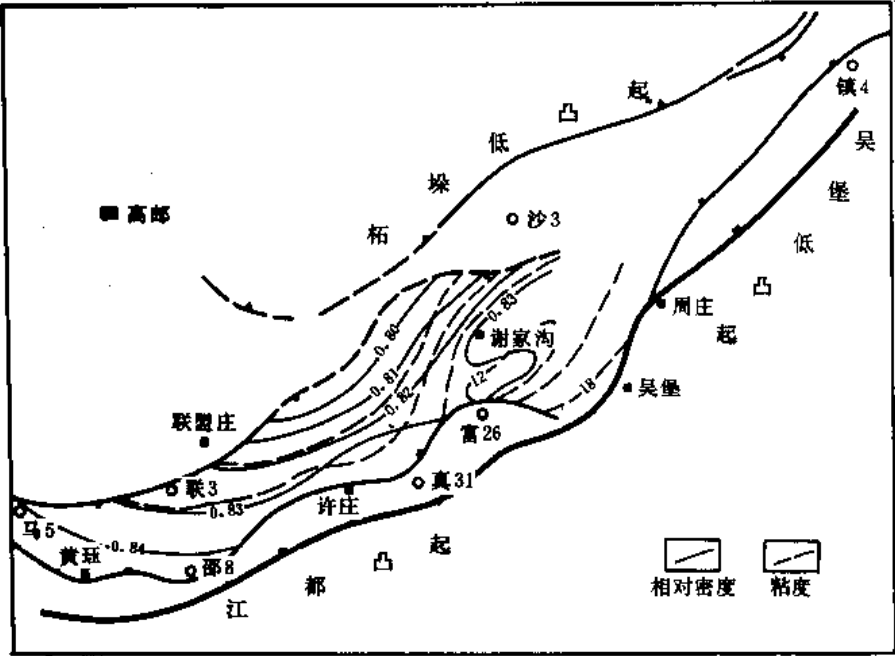 镇4
吴堡低凸起
柘垛低凸起
高邮
沙3
0.83
谢家沟
周庄
0.80
0.81
0.82
12
18
吴堡
联盟庄
富26
联3
真31
许庄
0.83
马5
0.84
黄珏
邵8
江都凸起
相对密度
粘度